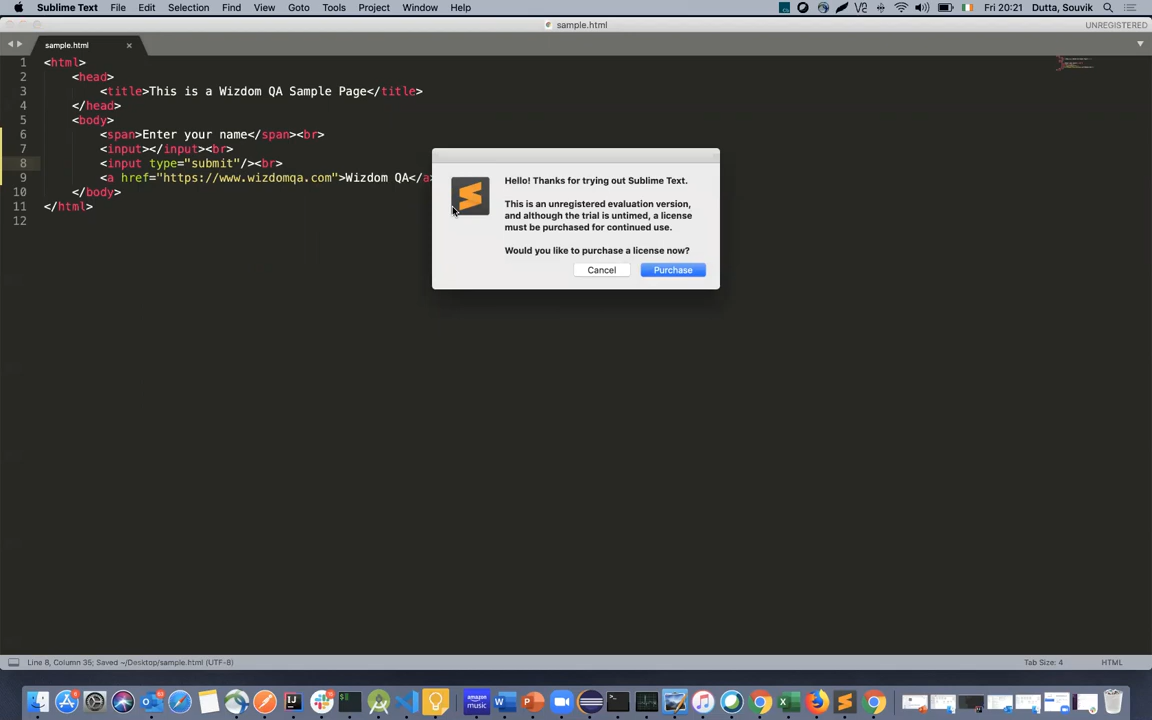 Sublime Text File Edit Selection Find View Goto Tools Project Window Help Fri 20:21 Dutta, Souvik
sample.html UNREGISTERED
sample.html
1 <html>
2 <head>
3 <title>This is a Wizdom QA Sample Page</title>
4 </head>
5 <body>
6 <span>Enter your name</span><br>
7 <input></input><br>
8 <input type="submit"/><br>
9 <a href="https://www.wizdomqa.com">Wizdom QA</a>
10 </body>
11 </html>
12
Hello! Thanks for trying out Sublime Text.
This is an unregistered evaluation version,
and although the trial is untimed, a license
must be purchased for continued use.
Would you like to purchase a license now?
Cancel Purchase
Line 8, Column 35; Saved ~/Desktop/sample.html (UTF-8) Tab Size: 4 HTML
amazon music